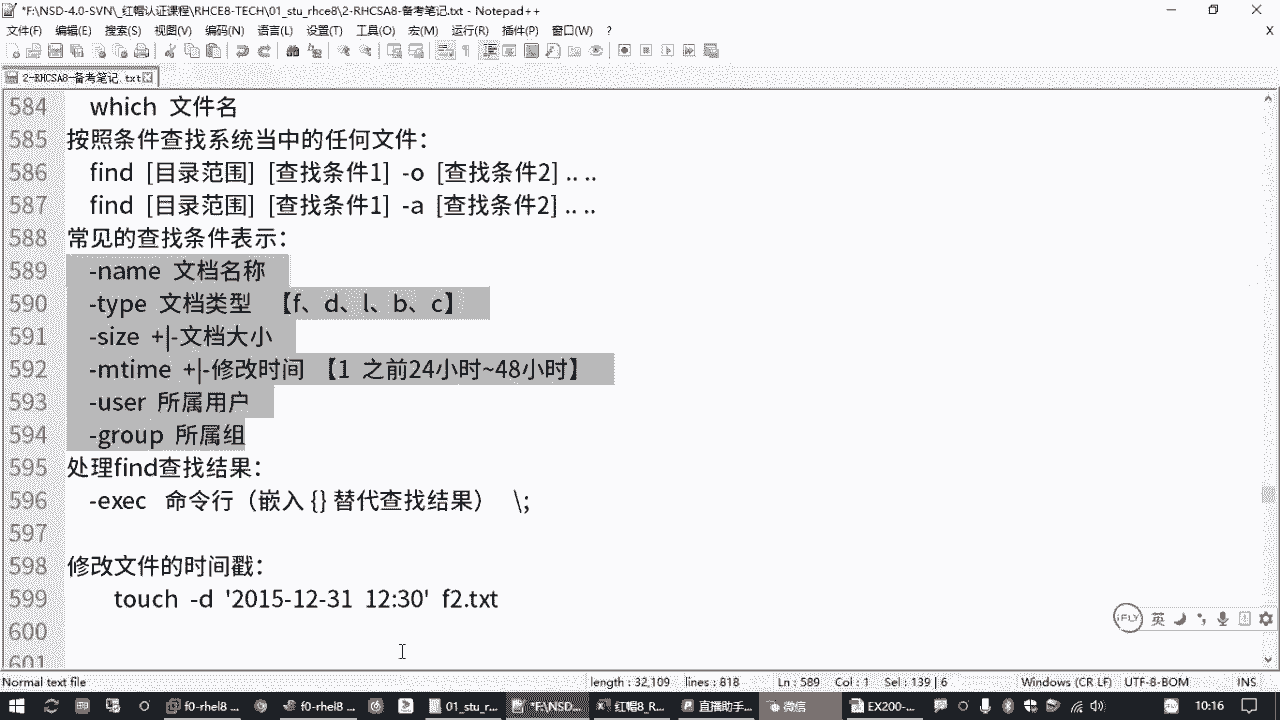 *F:\NSD-4.0-SVN\_红帽认证课程\RHCE8-TECH\01_stu_rhce8\2-RHCSA8-备考笔记.txt - Notepad++
文件(F) 编辑(E) 搜索(S) 视图(V) 编码(N) 语言(L) 设置(T) 工具(O) 宏(M) 运行(R) 插件(P) 窗口(W) ? X
2-RHCSA8-备考笔记.txt
584 which 文件名
585 按照条件查找系统当中的任何文件：
586 find [目录范围] [查找条件1] -o [查找条件2] .. ..
587 find [目录范围] [查找条件1] -a [查找条件2] .. ..
588 常见的查找条件表示：
589 -name 文档名称
590 -type 文档类型 【f、d、l、b、c】
591 -size +|-文档大小
592 -mtime +|-修改时间 【1 之前24小时~48小时】
593 -user 所属用户
594 -group 所属组
595 处理find查找结果：
596 -exec 命令行（嵌入 {} 替代查找结果） \;
597
598 修改文件的时间戳：
599 touch -d '2015-12-31 12:30' f2.txt
600
601
iFLY 英
Normal text file length : 32,109 lines : 818 Ln : 589 Col : 1 Sel : 139 | 6 Windows (CR LF) UTF-8-BOM INS
f0-rhel8 ... f0-rhel8 ... 01_stu_r... *F:\NSD... 红帽8_R... 直播助手... 微信 EX200-... 10:16